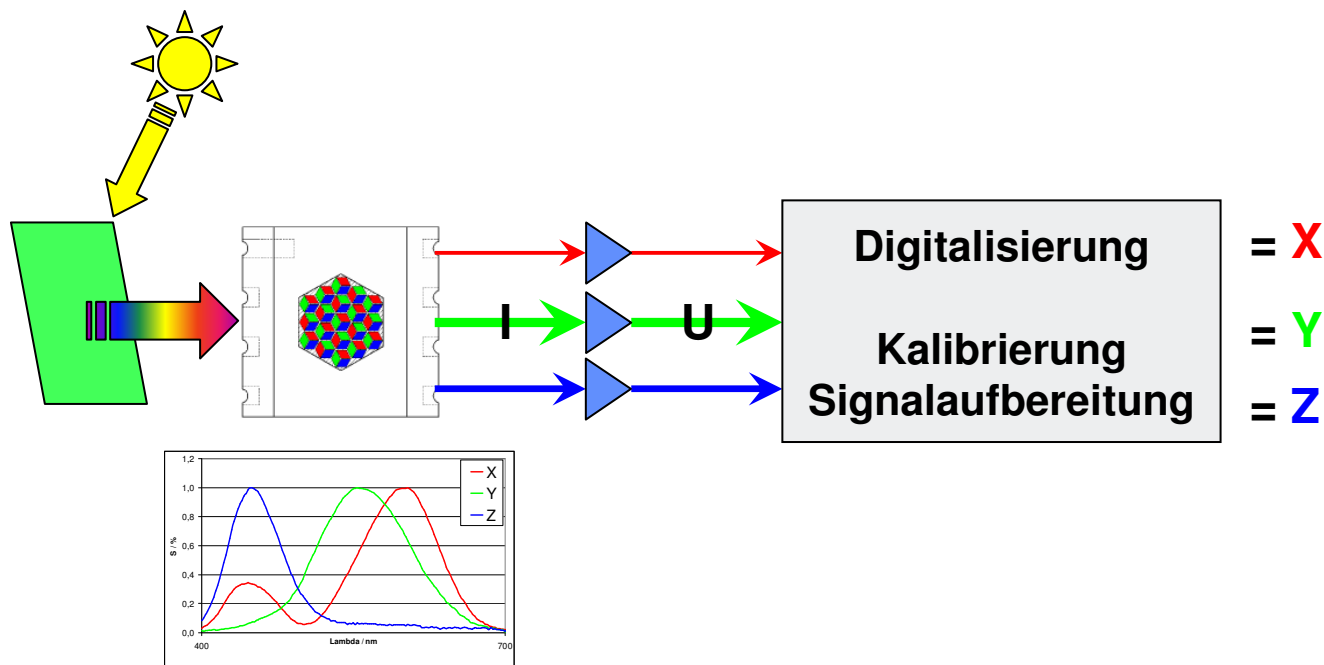 Digitalisierung
= X
I
U
= Y
Kalibrierung
Signalaufbereitung
= Z
1,2
1,0
0,8
0,6
0,4
0,2
0,0
S / %
X
Y
Z
400
Lambda / nm
700